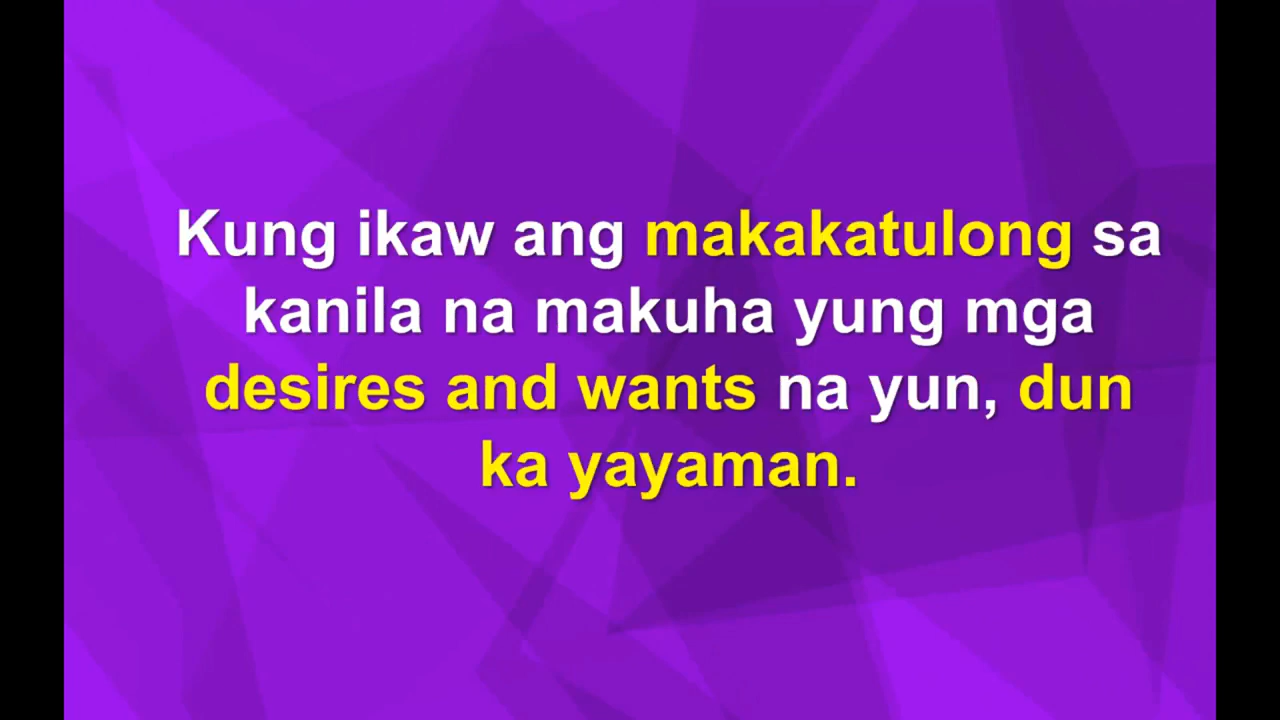 Kung ikaw ang makakatulong sa
kanila na makuha yung mga
desires and wants na yun, dun
ka yayaman.